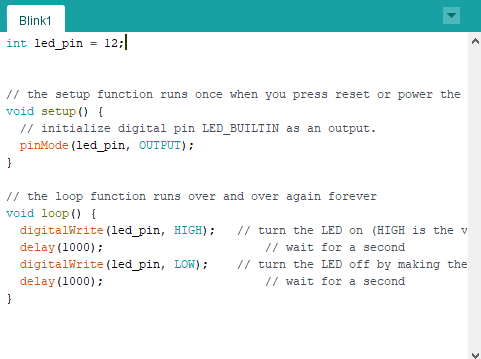 Blink1
int led_pin = 12;
// the setup function runs once when you press reset or power the
void setup() {
// initialize digital pin LED_BUILTIN as an output.
pinMode(led_pin, OUTPUT);
}
// the loop function runs over and over again forever
void loop() {
digitalWrite(led_pin, HIGH);   // turn the LED on (HIGH is the v
delay(1000);                       // wait for a second
digitalWrite(led_pin, LOW);    // turn the LED off by making the
delay(1000);                       // wait for a second
}